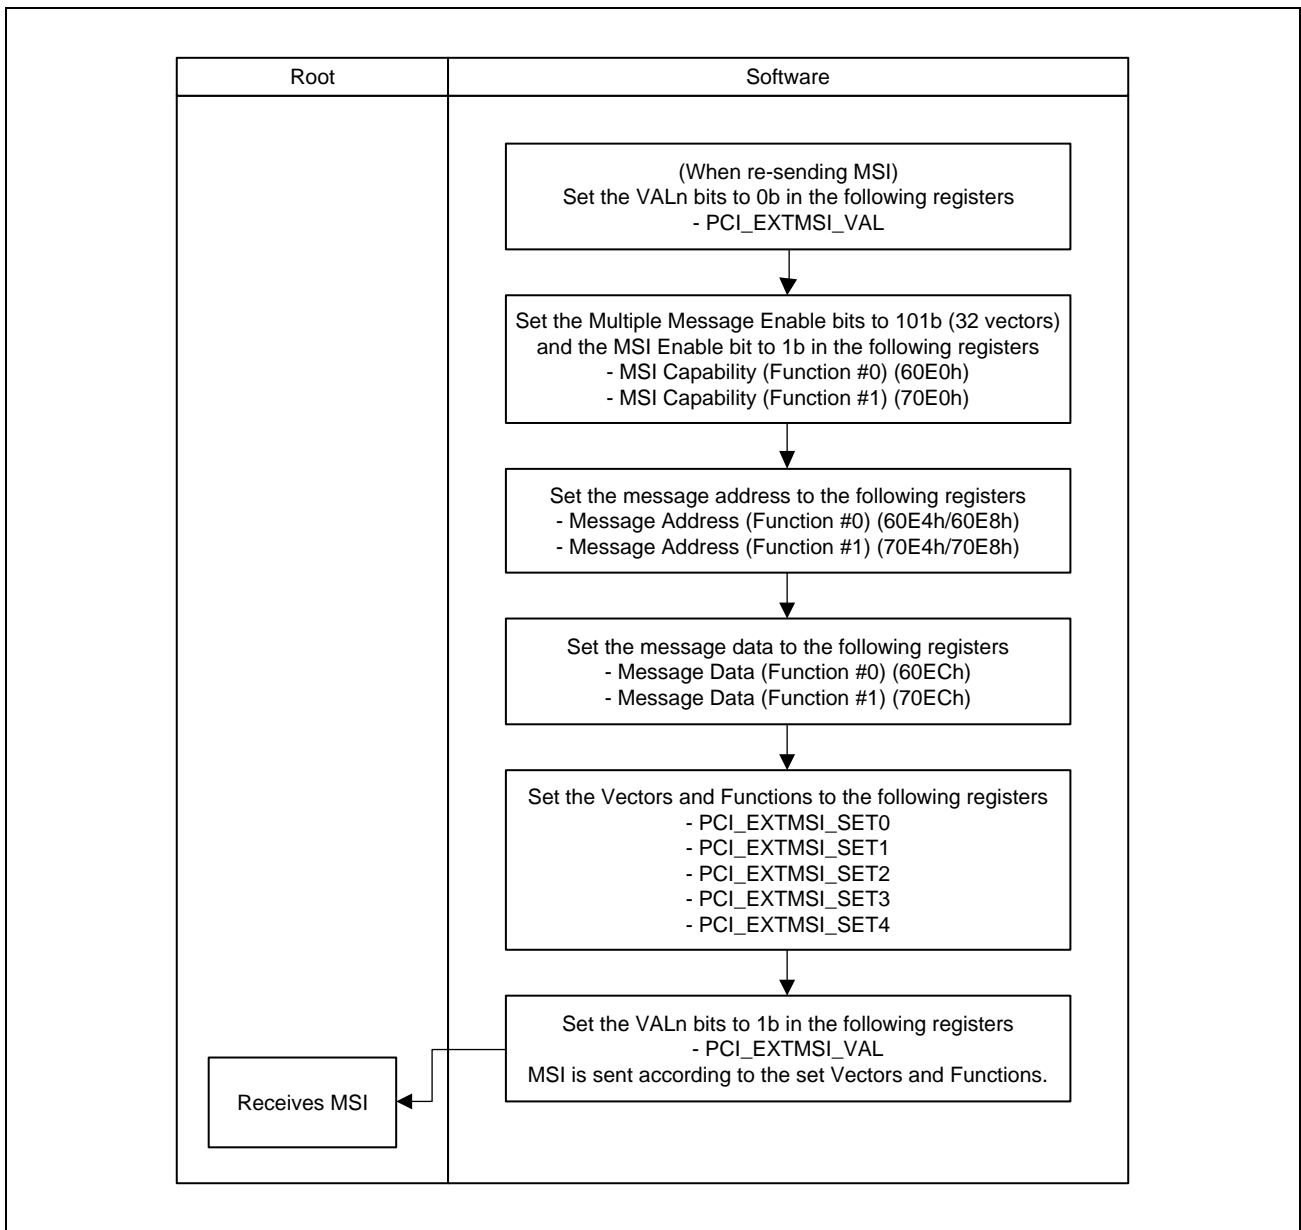 Root
Software
(When re-sending MSI)
Set the VALn bits to 0b in the following registers
- PCI_EXTMSI_VAL
Set the Multiple Message Enable bits to 101b (32 vectors)
and the MSI Enable bit to 1b in the following registers
- MSI Capability (Function #0) (60E0h)
- MSI Capability (Function #1) (70E0h)
Set the message address to the following registers
- Message Address (Function #0) (60E4h/60E8h)
- Message Address (Function #1) (70E4h/70E8h)
Set the message data to the following registers
- Message Data (Function #0) (60ECh)
- Message Data (Function #1) (70ECh)
Set the Vectors and Functions to the following registers
- PCI_EXTMSI_SET0
- PCI_EXTMSI_SET1
- PCI_EXTMSI_SET2
- PCI_EXTMSI_SET3
- PCI_EXTMSI_SET4
Set the VALn bits to 1b in the following registers
- PCI_EXTMSI_VAL
MSI is sent according to the set Vectors and Functions.
Receives MSI